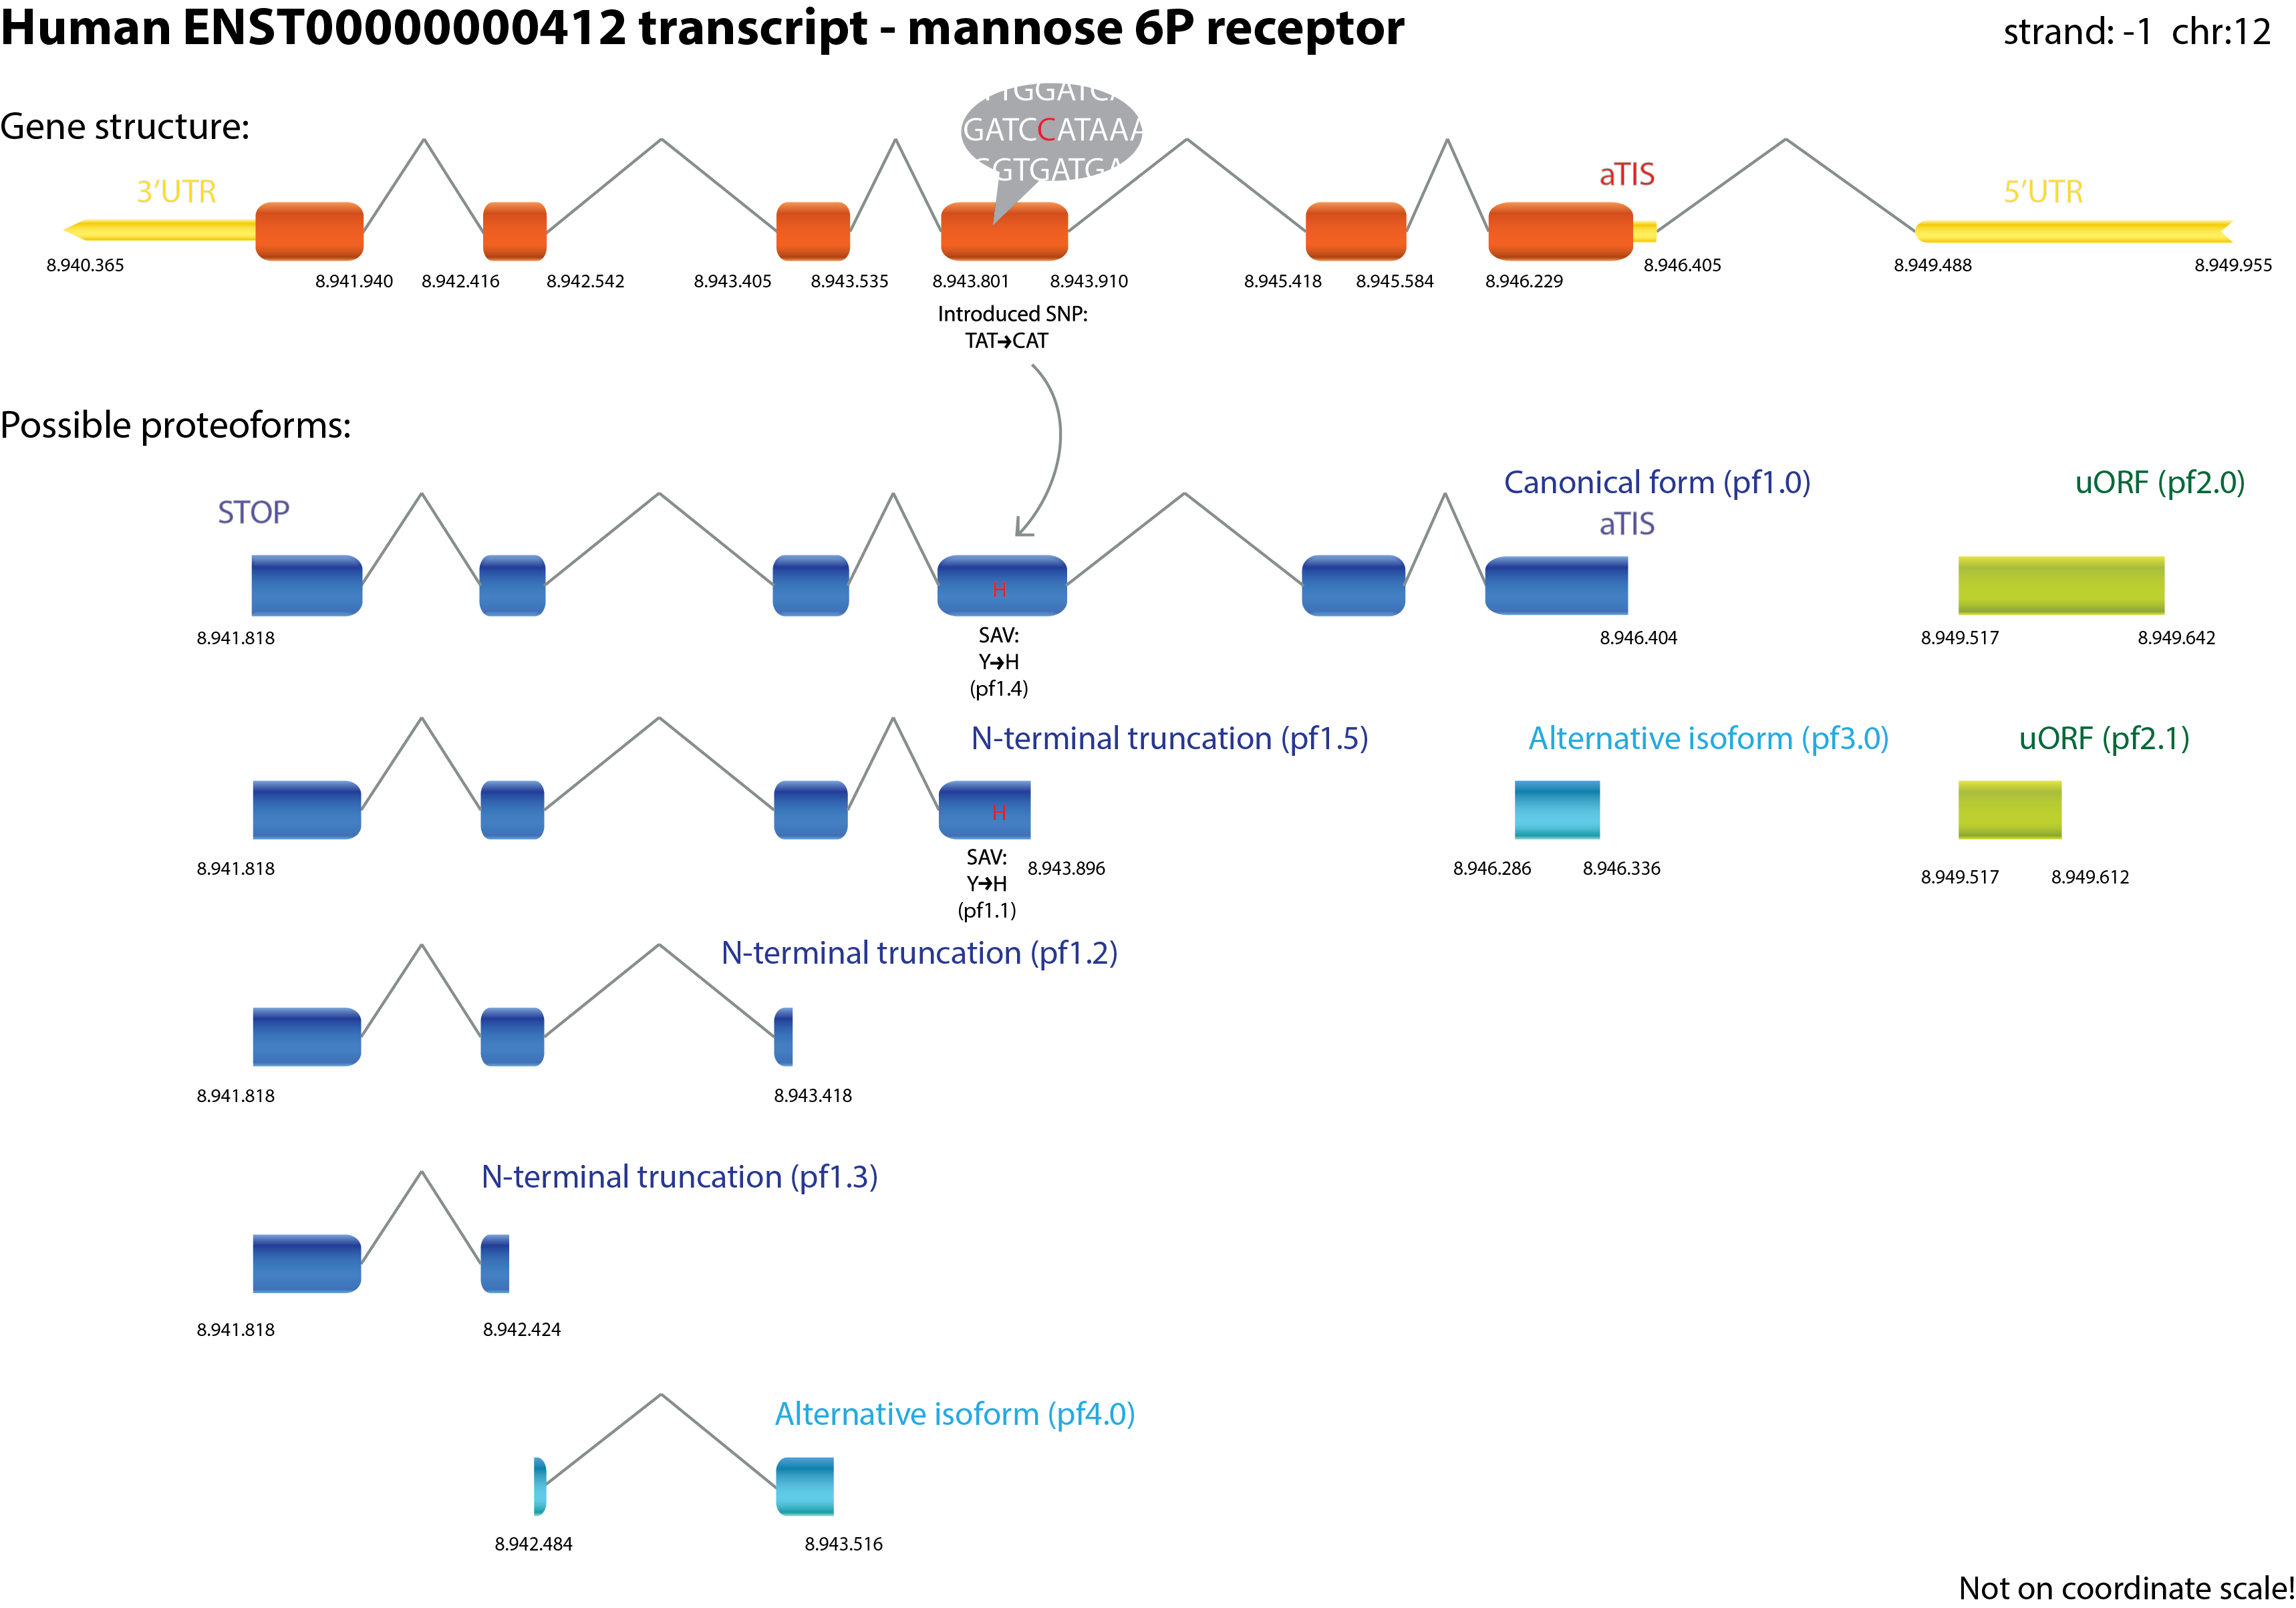 Human ENST00000000412 transcript - mannose 6P receptor
strand: -1 chr:12
Gene structure:
GGATC
GATCCATAAA
GTGATGA
3'UTR
aTIS
5'UTR
8.940.365
8.941.940
8.942.416
8.942.542
8.943.405
8.943.535
8.943.801
8.943.910
8.945.418
8.945.584
8.946.229
8.946.405
8.949.488
8.949.955
Introduced SNP:
TAT→CAT
Possible proteoforms:
Canonical form (pf1.0)
uORF (pf2.0)
STOP
aTIS
H
8.941.818
SAV:
Y→H
(pf1.4)
8.946.404
8.949.517
8.949.642
N-terminal truncation (pf1.5)
Alternative isoform (pf3.0)
uORF (pf2.1)
H
8.941.818
SAV:
Y→H
(pf1.1)
8.943.896
8.946.286
8.946.336
8.949.517
8.949.612
N-terminal truncation (pf1.2)
8.941.818
8.943.418
N-terminal truncation (pf1.3)
8.941.818
8.942.424
Alternative isoform (pf4.0)
8.942.484
8.943.516
Not on coordinate scale!